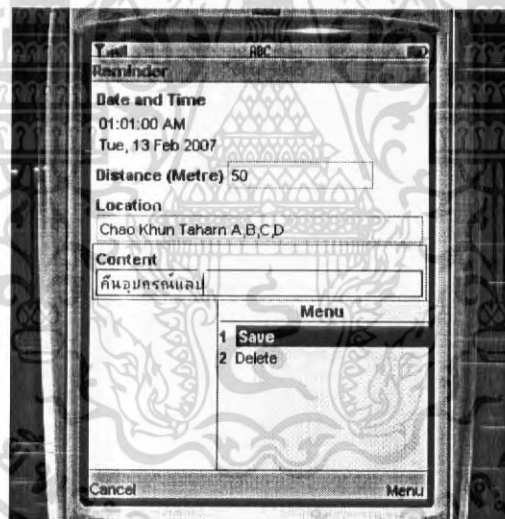 ABC
Reminder
Date and Time
01:01:00 AM
Tue, 13 Feb 2007
Distance (Metre) 50
Location
Chao Khun Taharn A,B,C,D
Content
คืนอุปกรณ์แลป
Menu
1 Save
2 Delete
Cancel Menu